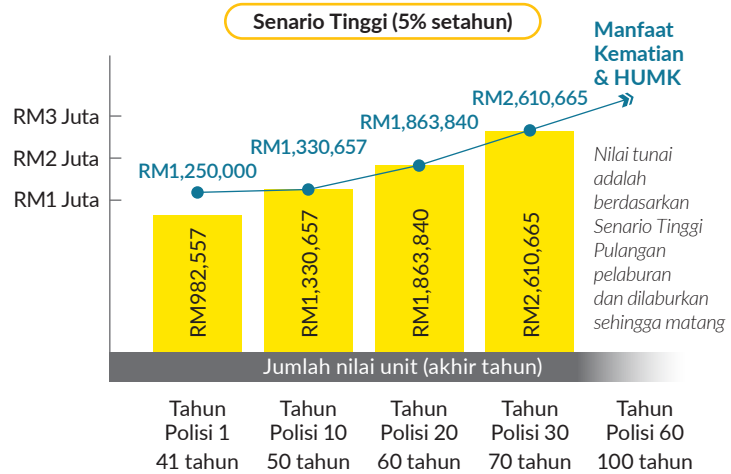 Senario Tinggi (5% setahun)
Manfaat
Kematian
& HUMK
RM3 Juta
RM2 Juta
RM1 Juta
RM1,250,000
RM1,330,657
RM1,863,840
RM2,610,665
RM982,557
RM1,330,657
RM1,863,840
RM2,610,665
Nilai tunai
adalah
berdasarkan
Senario Tinggi
Pulangan
pelaburan
dan dilaburkan
sehingga matang
Jumlah nilai unit (akhir tahun)
Tahun
Polisi 1
41 tahun
Tahun
Polisi 10
50 tahun
Tahun
Polisi 20
60 tahun
Tahun
Polisi 30
70 tahun
Tahun
Polisi 60
100 tahun